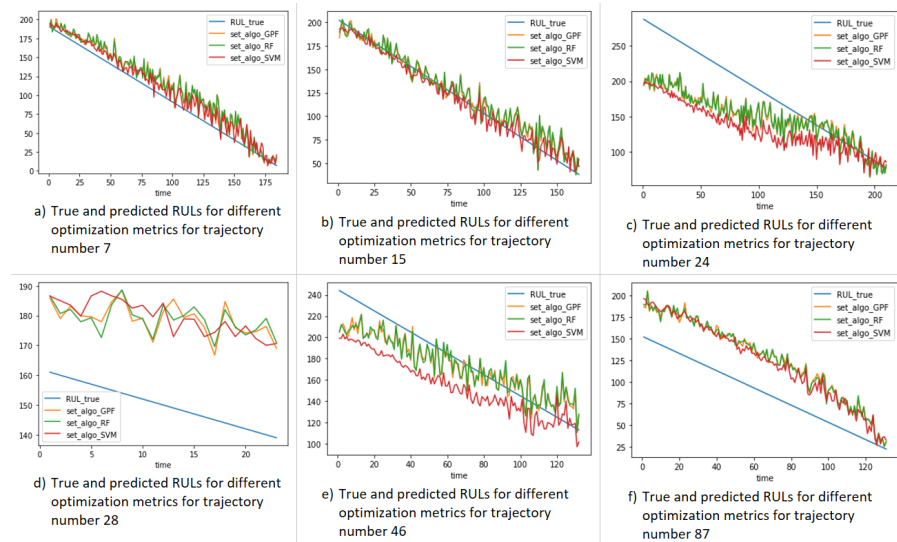 200
175
150
125
100
75
50
25
0
RUL_true
set_algo_GPF
set_algo_RF
set_algo_SVM
0 25 50 75 100 125 150 175
time
a) True and predicted RULs for different
optimization metrics for trajectory
number 7
200
175
150
125
100
75
50
RUL_true
set_algo_GPF
set_algo_RF
set_algo_SVM
0 25 50 75 100 125 150
time
b) True and predicted RULs for different
optimization metrics for trajectory
number 15
250
200
150
100
RUL_true
set_algo_GPF
set_algo_RF
set_algo_SVM
0 50 100 150 200
time
c) True and predicted RULs for different
optimization metrics for trajectory
number 24
190
180
170
160
150
140
RUL_true
set_algo_GPF
set_algo_RF
set_algo_SVM
0 5 10 15 20
time
d) True and predicted RULs for different
optimization metrics for trajectory
number 28
240
220
200
180
160
140
120
100
RUL_true
set_algo_GPF
set_algo_RF
set_algo_SVM
0 20 40 60 80 100 120
time
e) True and predicted RULs for different
optimization metrics for trajectory
number 46
200
175
150
125
100
75
50
25
RUL_true
set_algo_GPF
set_algo_RF
set_algo_SVM
0 20 40 60 80 100 120
time
f) True and predicted RULs for different
optimization metrics for trajectory
number 87